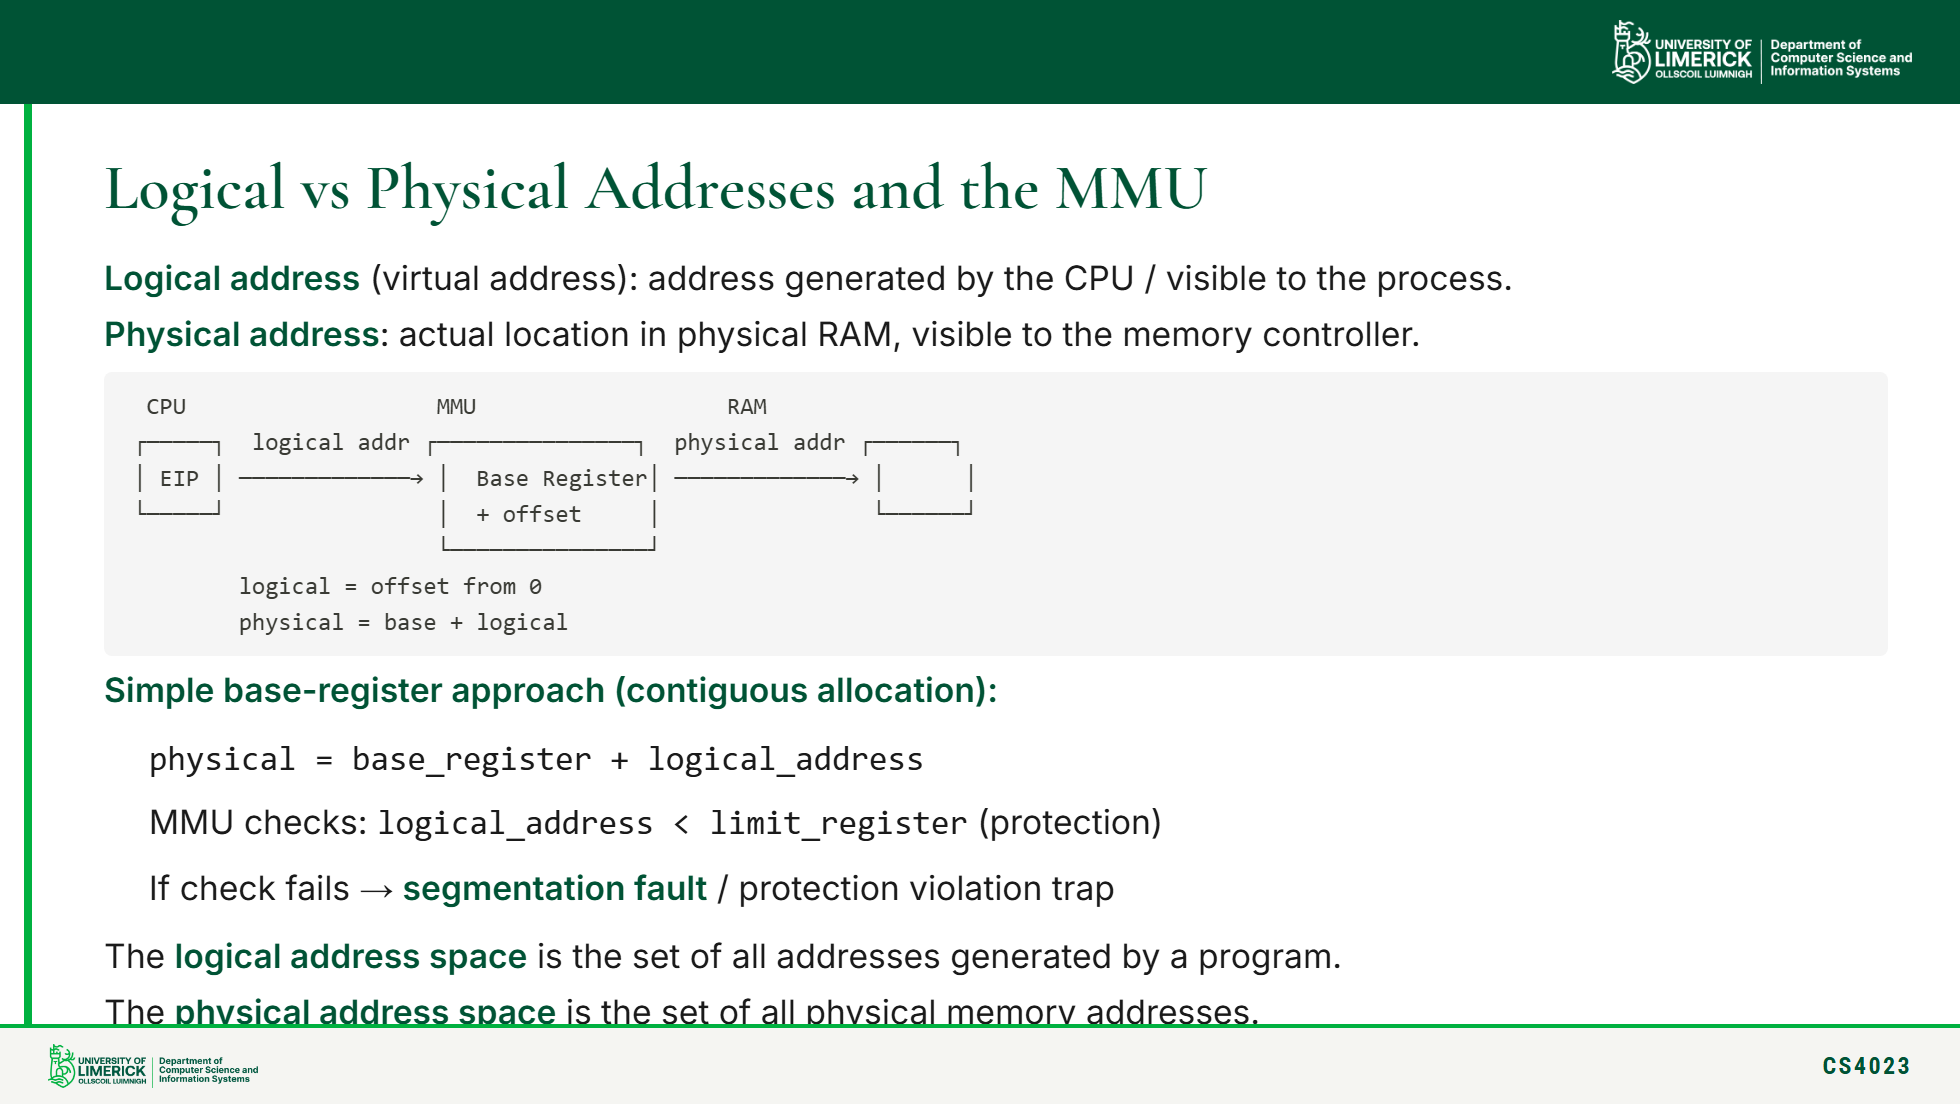 UNIVERSITY OF
LIMERICK
OLLSCOIL LUIMNIGH
Department of
Computer Science and
Information Systems
Logical vs Physical Addresses and the MMU
Logical address (virtual address): address generated by the CPU / visible to the process.
Physical address: actual location in physical RAM, visible to the memory controller.
CPU MMU RAM
logical addr physical addr
EIP → Base Register →
+ offset
logical = offset from 0
physical = base + logical
Simple base-register approach (contiguous allocation):
physical = base_register + logical_address
MMU checks: logical_address < limit_register (protection)
If check fails → segmentation fault / protection violation trap
The logical address space is the set of all addresses generated by a program.
The physical address space is the set of all physical memory addresses.
UNIVERSITY OF
LIMERICK
OLLSCOIL LUIMNIGH
Department of
Computer Science and
Information Systems
CS4023